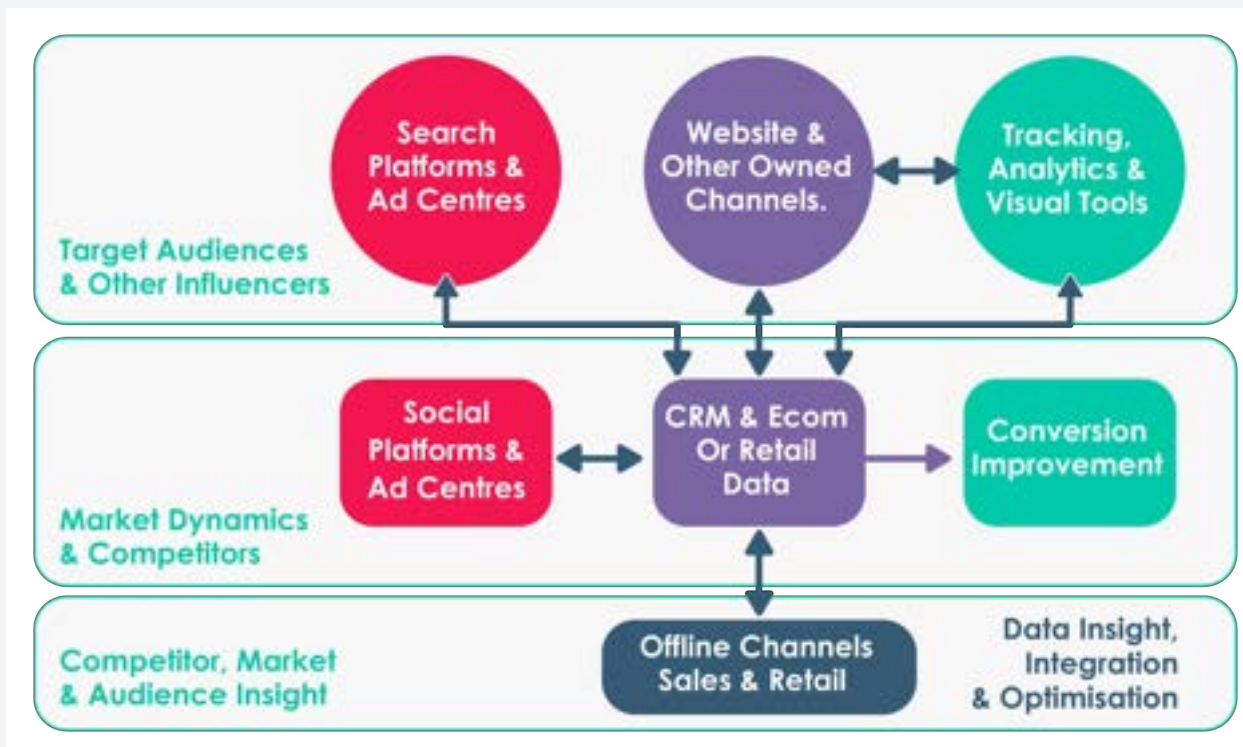 Search
Platforms &
Ad Centres
Website &
Other Owned
Channels.
Tracking,
Analytics &
Visual Tools
Target Audiences
& Other Influencers
Social
Platforms &
Ad Centres
CRM & Ecom
Or Retail
Data
Conversion
Improvement
Market Dynamics
& Competitors
Offline Channels
Sales & Retail
Competitor, Market
& Audience Insight
Data Insight,
Integration
& Optimisation